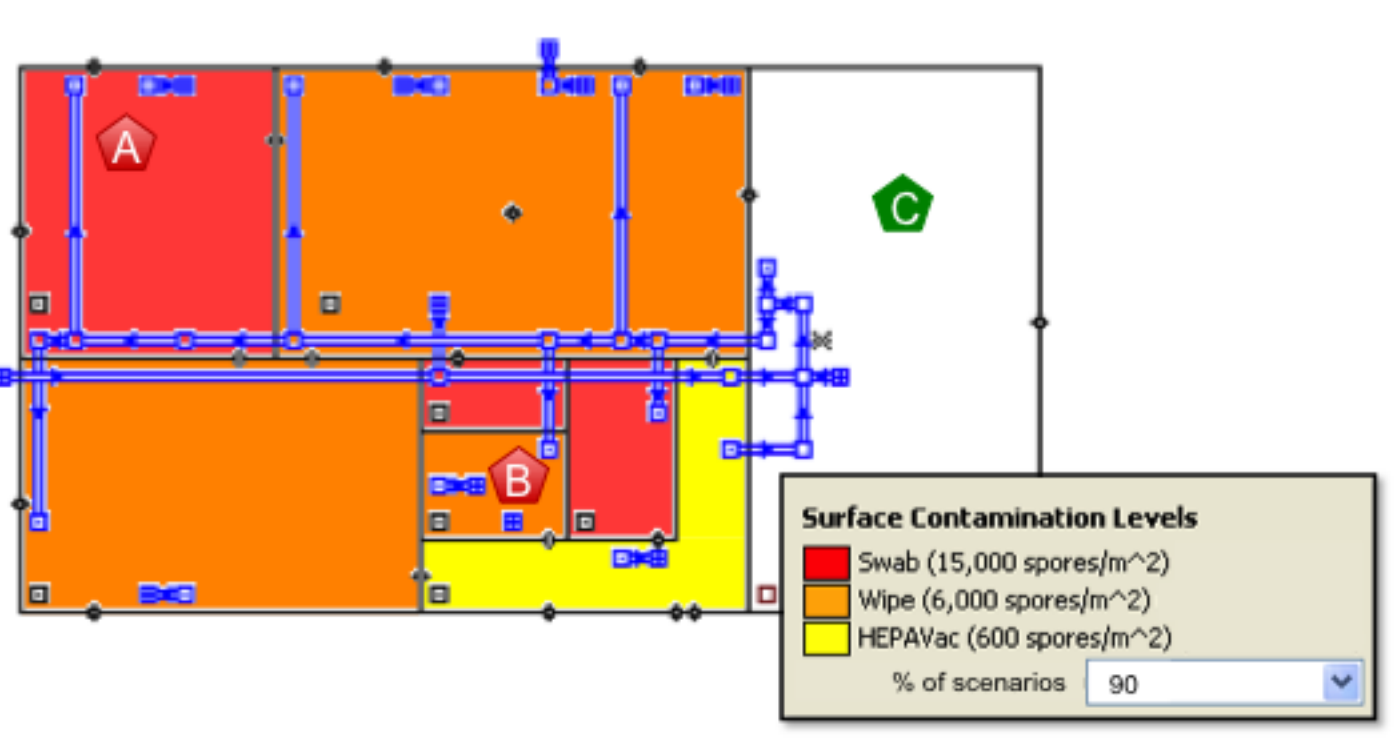 A
C
B
Surface Contamination Levels
Swab (15,000 spores/m^2)
Wipe (6,000 spores/m^2)
HEPAVac (600 spores/m^2)
% of scenarios 90